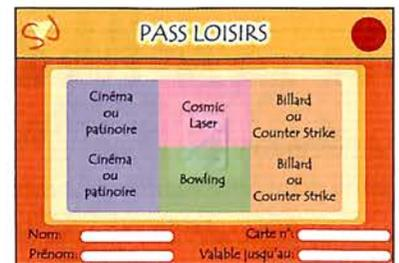 PASS LOISIRS
Cinéma
ou
patinoire
Cosmic
Laser
Billard
ou
Counter Strike
Cinéma
ou
patinoire
Bowling
Billard
ou
Counter Strike
Nom:
Carte n°:
Prénom:
Valable jusqu'au: